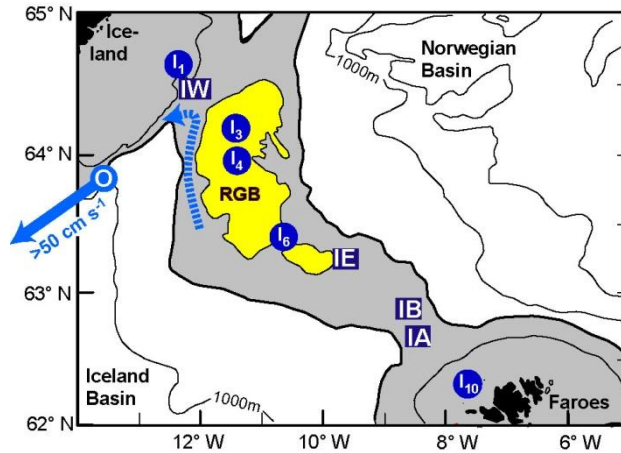 65° N
Ice-
land
I1
IW
Norwegian
Basin
1000m
I3
64° N
I4
O
RGB
>50 cm s-1
I6
IE
63° N
IB
IA
Iceland
Basin
1000m
I10
Faroes
62° N
12° W
10° W
8° W
6° W